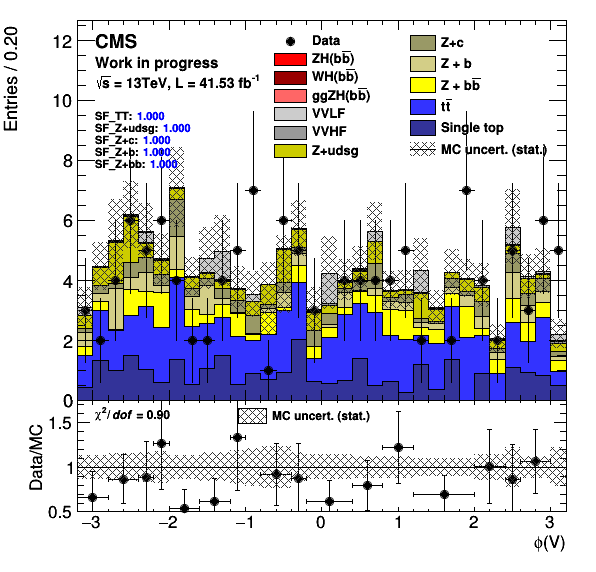 CMS
Work in progress
√s = 13TeV, L = 41.53 fb⁻¹
SF_TT: 1.000
SF_Z+udsg: 1.000
SF_Z+c: 1.000
SF_Z+b: 1.000
SF_Z+bb: 1.000
Data
ZH(bb̅)
WH(bb̅)
ggZH(bb̅)
VVLF
VVHF
Z+udsg
Z+c
Z + b
Z + bb̅
tt̅
Single top
MC uncert. (stat.)
Entries / 0.20
12
10
8
6
4
2
0
χ²/dof = 0.90
MC uncert. (stat.)
Data/MC
1.5
1
0.5
−3 −2 −1 0 1 2 3
ϕ(V)